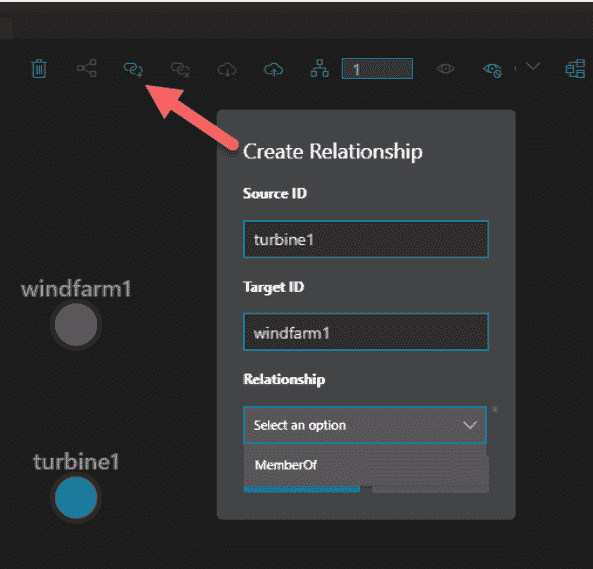 1
Create Relationship
Source ID
turbine1
windfarm1
Target ID
windfarm1
Relationship
Select an option
*
turbine1
MemberOf